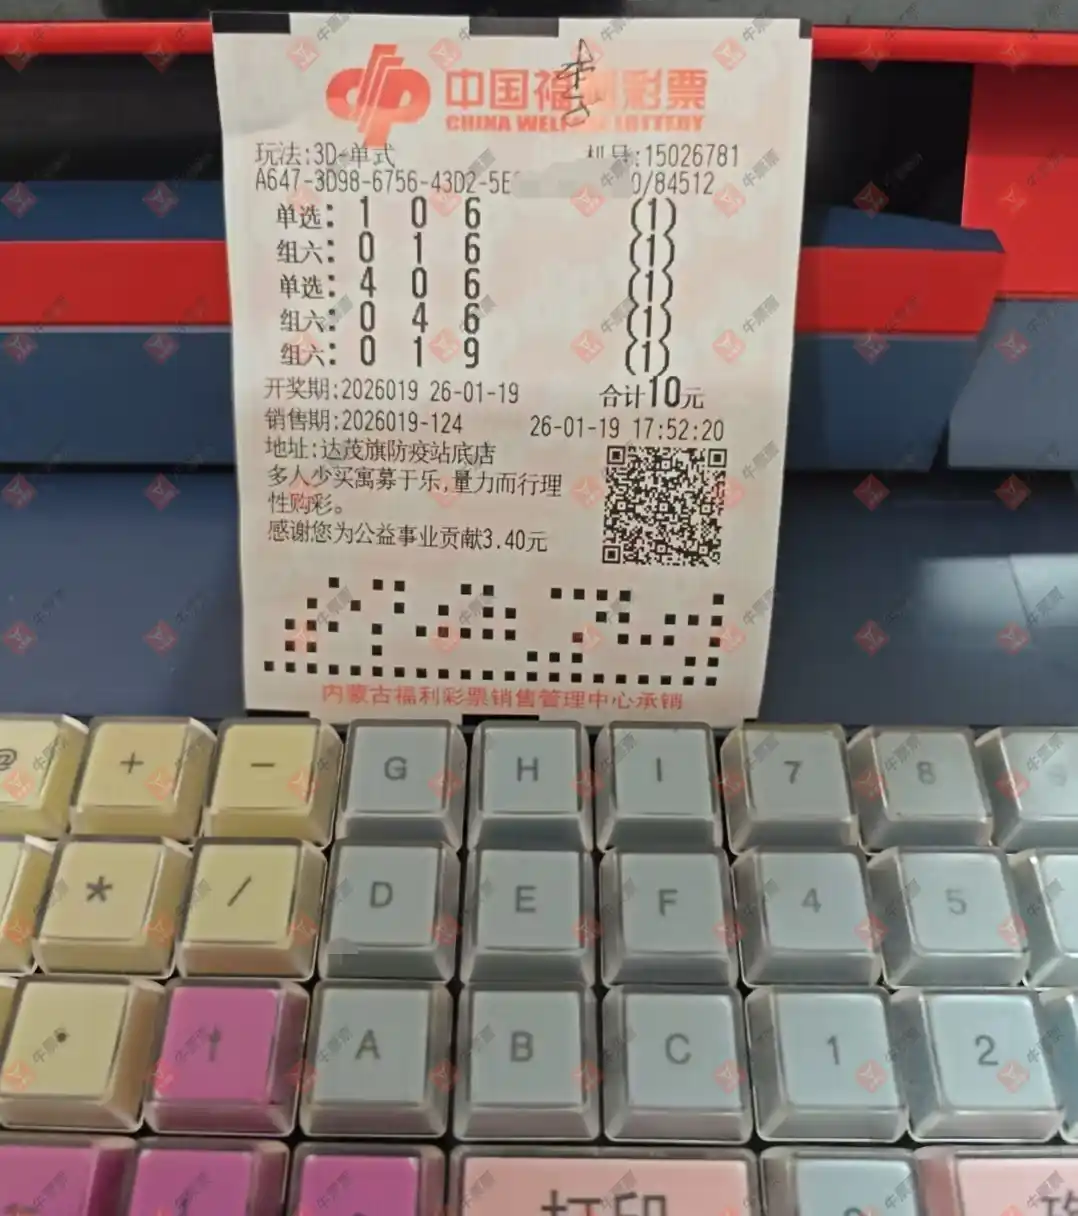 中国福利彩票
CHINA WELFARE LOTTERY
玩法:3D-单式 机号:15026781
A647-3D98-6756-43D2-5E 0/84512
单选: 1 0 6 (1)
组六: 0 1 6 (1)
单选: 4 0 6 (1)
组六: 0 4 6 (1)
组六: 0 1 9 (1)
开奖期:2026019 26-01-19 合计10元
销售期:2026019-124 26-01-19 17:52:20
地址:达茂旗防疫站底店
多人少买寓募于乐,量力而行理
性购彩。
感谢您为公益事业贡献3.40元
内蒙古福利彩票销售管理中心承销
@ + - G H I 7 8
* / D E F 4 5
A B C 1 2
打印
牛票票